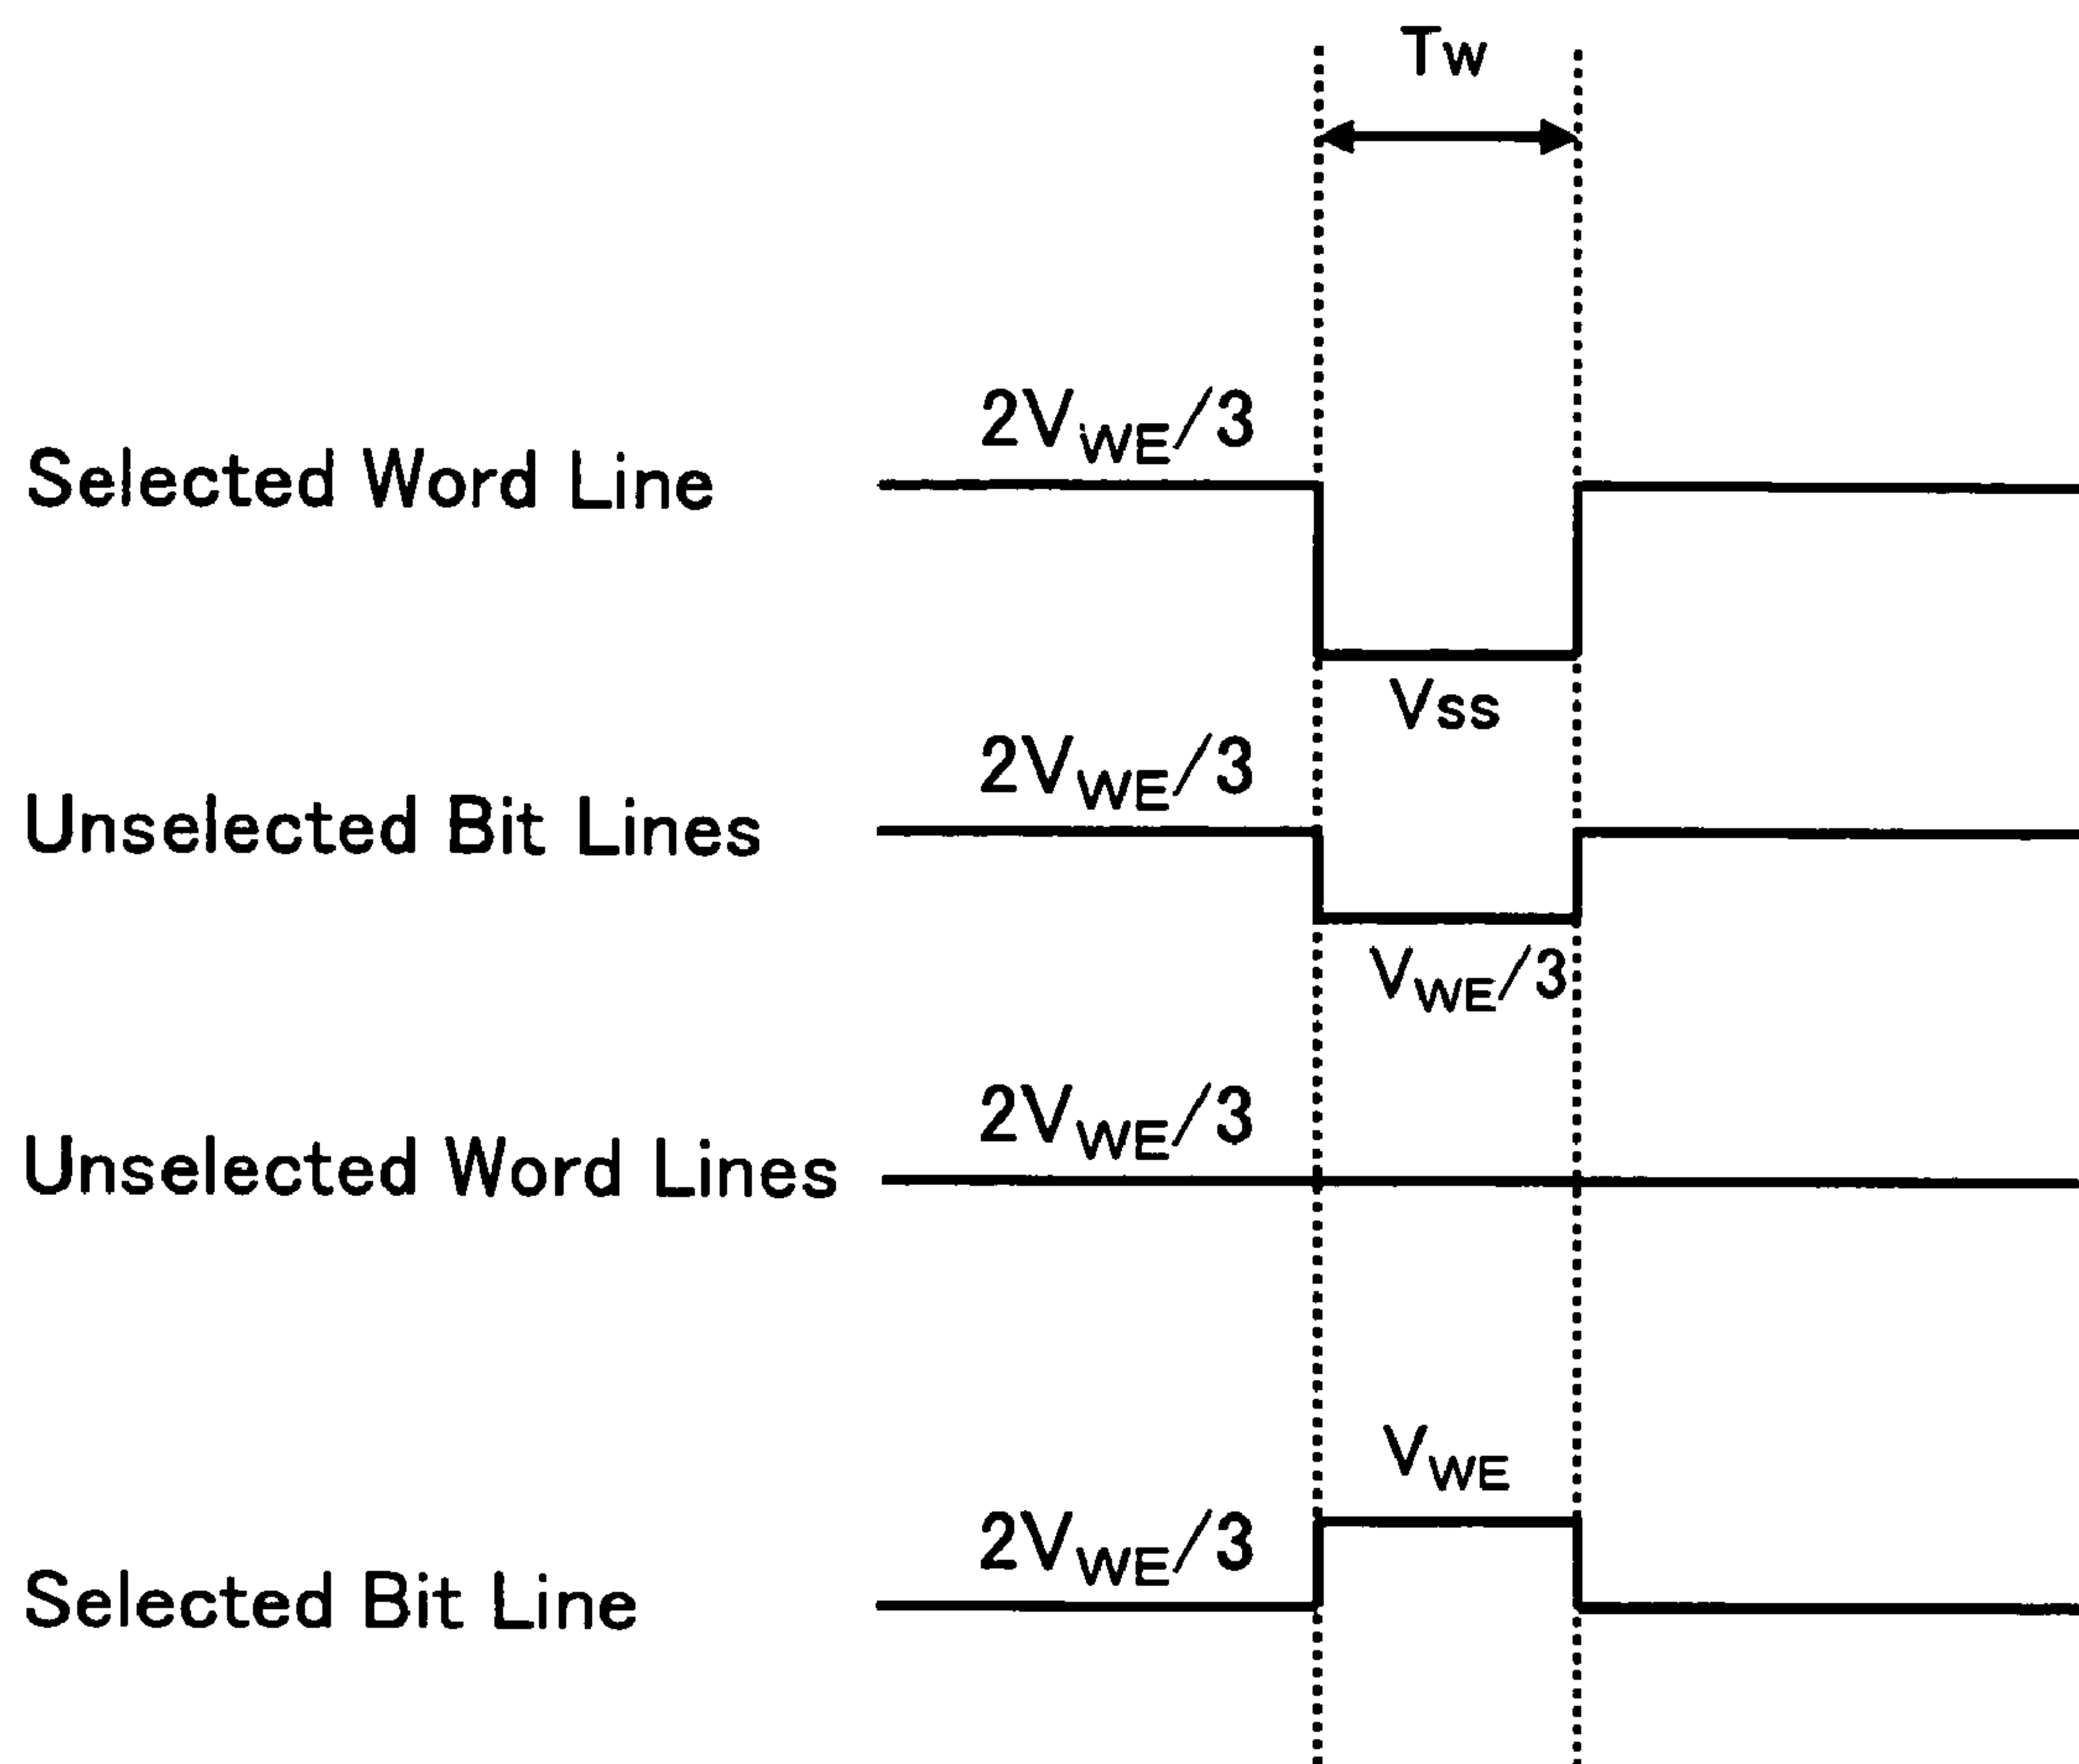 Tw
2VWE/3
Selected Word Line
Vss
2VWE/3
Unselected Bit Lines
VWE/3
2VWE/3
Unselected Word Lines
VWE
2VWE/3
Selected Bit Line